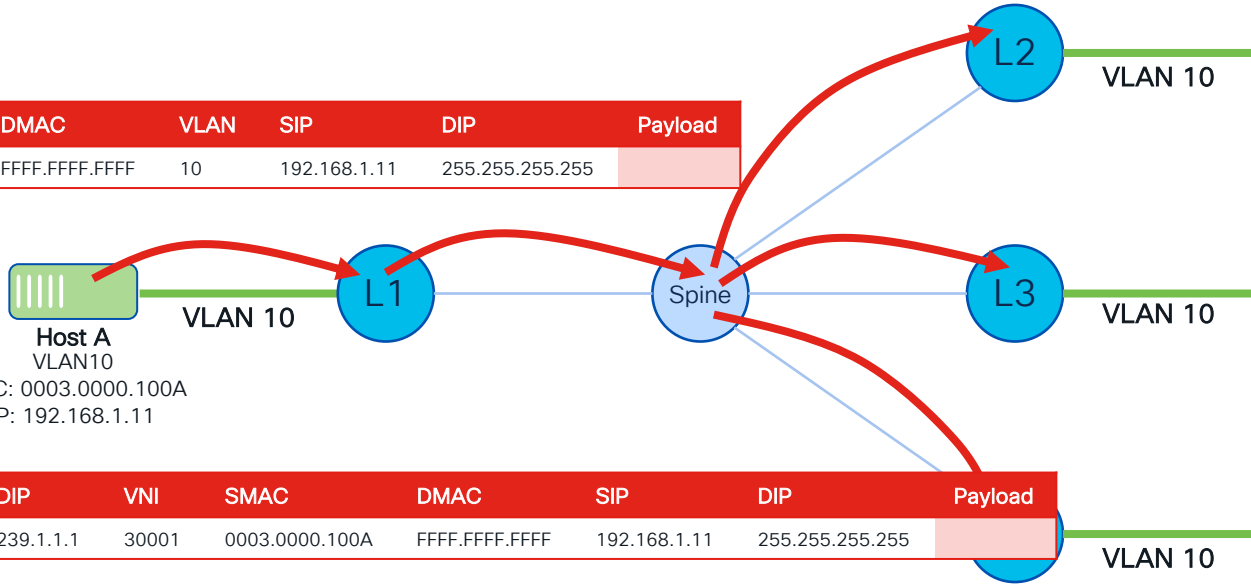 L2
VLAN 10
DMAC VLAN SIP DIP Payload
FFFF.FFFF.FFFF 10 192.168.1.11 255.255.255.255
L1
Spine
L3
VLAN 10
VLAN 10
Host A
VLAN10
C: 0003.0000.100A
P: 192.168.1.11
DIP VNI SMAC DMAC SIP DIP Payload
239.1.1.1 30001 0003.0000.100A FFFF.FFFF.FFFF 192.168.1.11 255.255.255.255
VLAN 10